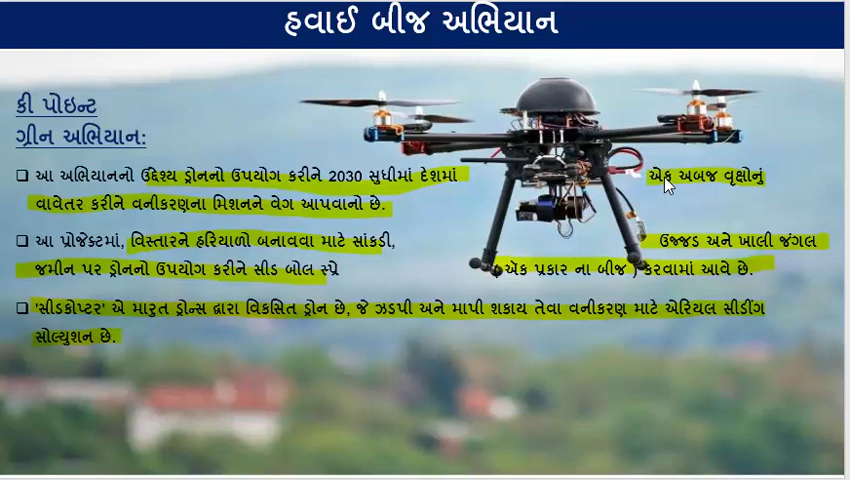 હવાઈ બીજ અભિયાન
કી પોઇન્ટ
ગ્રીન અભિયાન:
❑ આ અભિયાનનો ઉદ્દેશ્ય ડ્રોનનો ઉપયોગ કરીને 2030 સુધીમાં દેશમાં એક અબજ વૃક્ષોનું
વાવેતર કરીને વનીકરણના મિશનને વેગ આપવાનો છે.
❑ આ પ્રોજેક્ટમાં, વિસ્તારને હરિયાળો બનાવવા માટે સાંકડી, ઉજ્જડ અને ખાલી જંગલ
જમીન પર ડ્રોનનો ઉપયોગ કરીને સીડ બોલ સ્પ્રે (એક પ્રકાર ના બીજ ) કરવામાં આવે છે.
❑ 'સીડકોપ્ટર' એ મારુત ડ્રોન્સ દ્વારા વિકસિત ડ્રોન છે, જે ઝડપી અને માપી શકાય તેવા વનીકરણ માટે એરિયલ સીડીંગ
સોલ્યુશન છે.